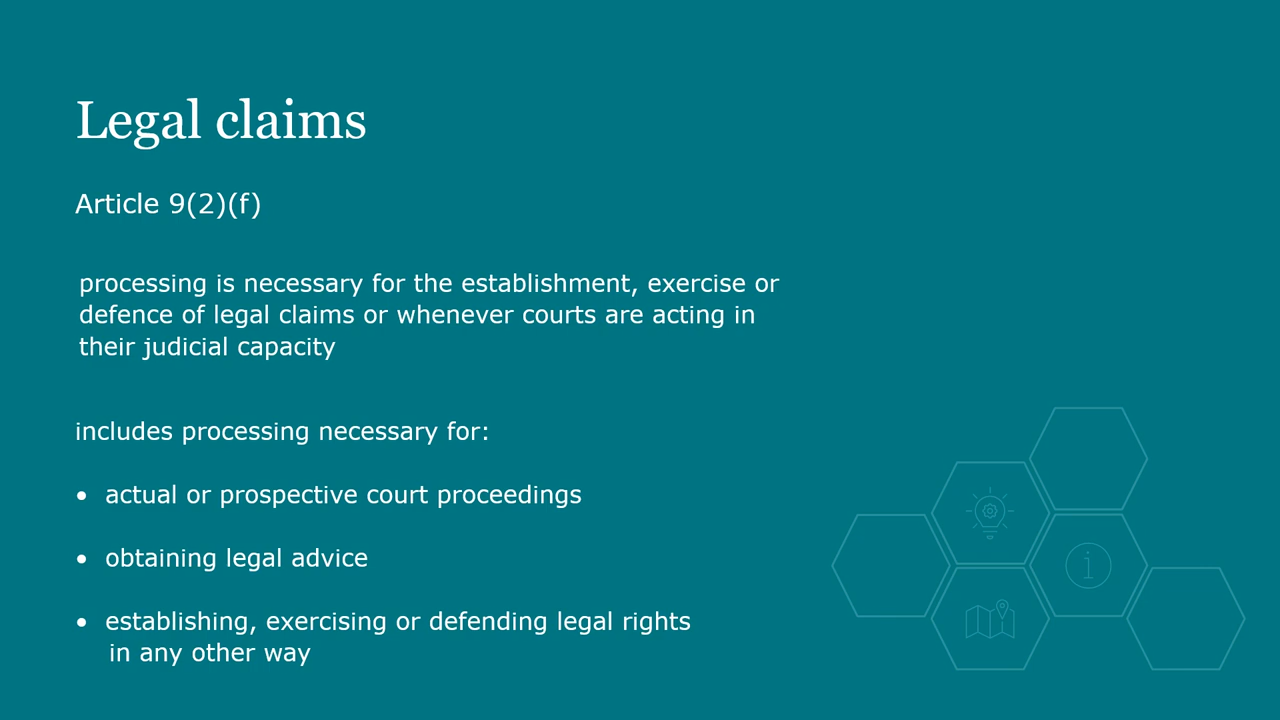 Legal claims
Article 9(2)(f)
processing is necessary for the establishment, exercise or
defence of legal claims or whenever courts are acting in
their judicial capacity
includes processing necessary for:
• actual or prospective court proceedings
• obtaining legal advice
• establishing, exercising or defending legal rights
in any other way